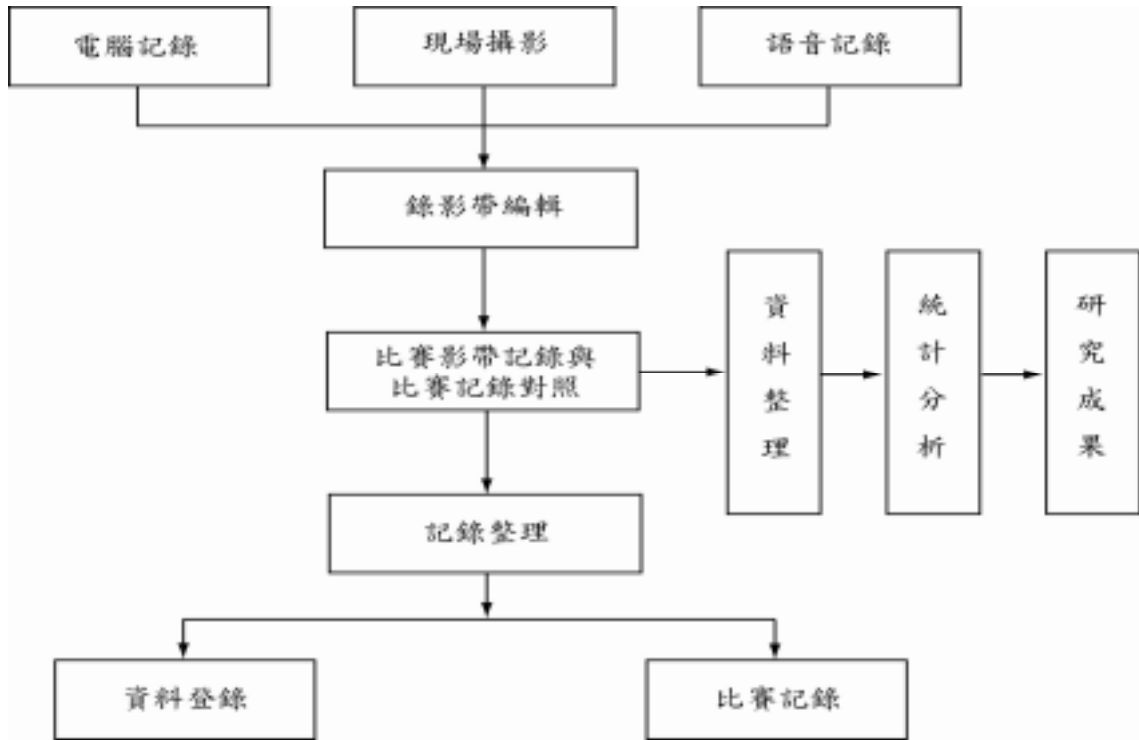 電腦記錄
現場攝影
語音記錄
錄影帶編輯
比賽影帶記錄與
比賽記錄對照
資料整理
統計分析
研究成果
記錄整理
資料登錄
比賽記錄